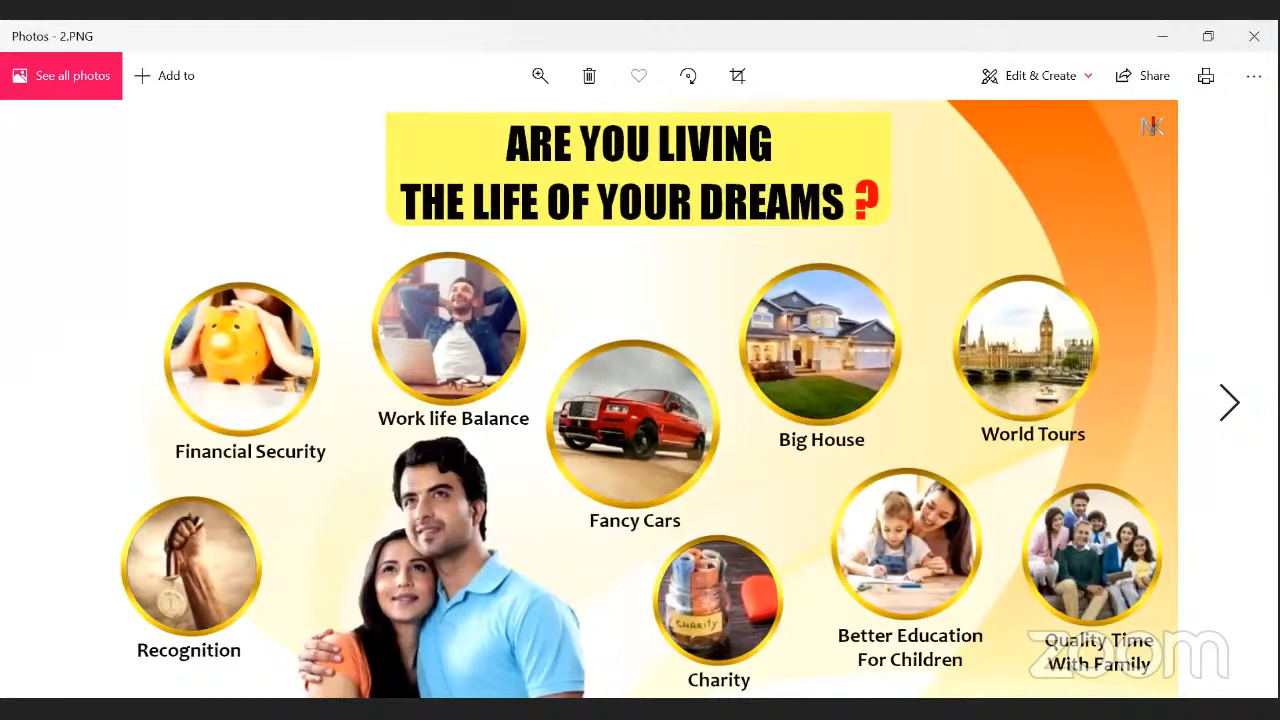 Photos - 2.PNG
See all photos
Add to
Edit & Create
Share
NK
ARE YOU LIVING
THE LIFE OF YOUR DREAMS ?
Financial Security
Work life Balance
Fancy Cars
Big House
World Tours
Recognition
CHARITY
Charity
Better Education
For Children
Quality Time
With Family
zoom